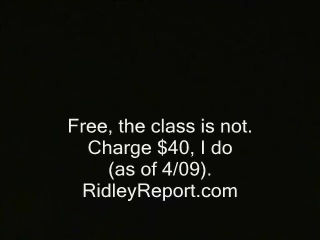 Free, the class is not.
Charge $40, I do
(as of 4/09).
RidleyReport.com